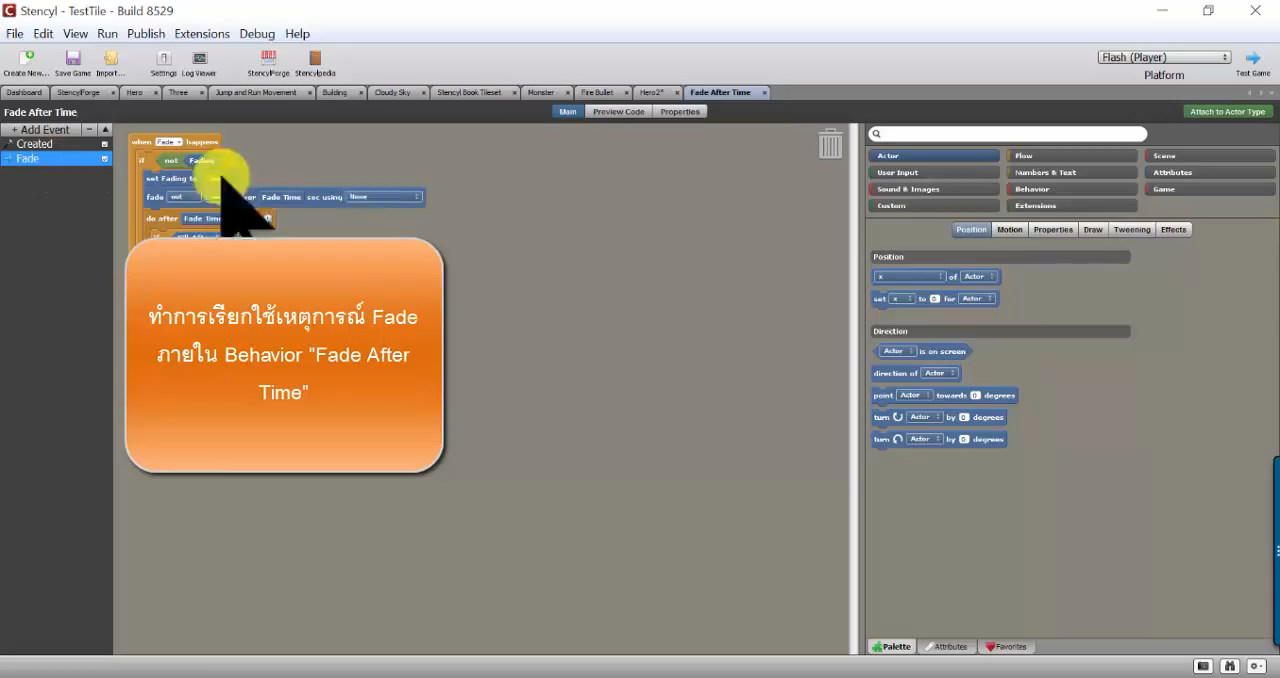 Stencyl - TestTile - Build 8529
File Edit View Run Publish Extensions Debug Help
Create New... Save Game Import... Settings Log Viewer StencylForge Stencylpedia
Flash (Player)
Platform
Test Game
Dashboard StencylForge Hero Three Jump and Run Movement Building Cloudy Sky Stencyl Book Tileset Monster Fire Bullet Hero2* Fade After Time
Fade After Time
Main Preview Code Properties
Attach to Actor Type
+ Add Event
Created
Fade
when Fade happens
if not Fading
set Fading to
fade out Fade Time sec using None
do after Fade Time
ทำการเรียกใช้เหตุการณ์ Fade
ภายใน Behavior "Fade After
Time"
Actor Flow Scene
User Input Numbers & Text Attributes
Sound & Images Behavior Game
Custom Extensions
Position Motion Properties Draw Tweening Effects
Position
x of Actor
set x to 0 for Actor
Direction
Actor is on screen
direction of Actor
point Actor towards 0 degrees
turn Actor by 0 degrees
turn Actor by 0 degrees
Palette Attributes Favorites